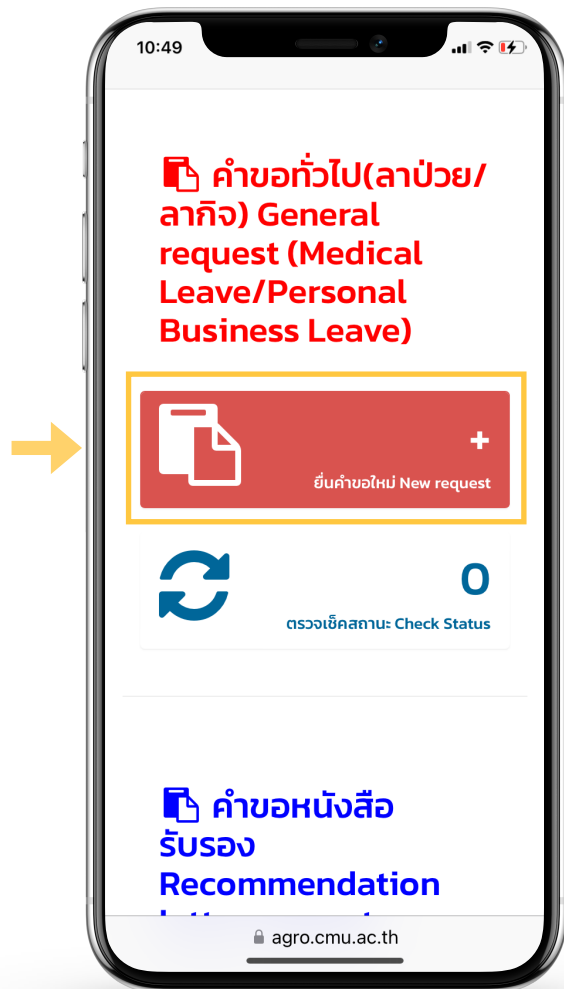 10:49
คำขอทั่วไป(ลาป่วย/
ลากิจ) General
request (Medical
Leave/Personal
Business Leave)
+
ยื่นคำขอใหม่ New request
0
ตรวจเช็คสถานะ Check Status
คำขอหนังสือ
รับรอง
Recommendation
agro.cmu.ac.th